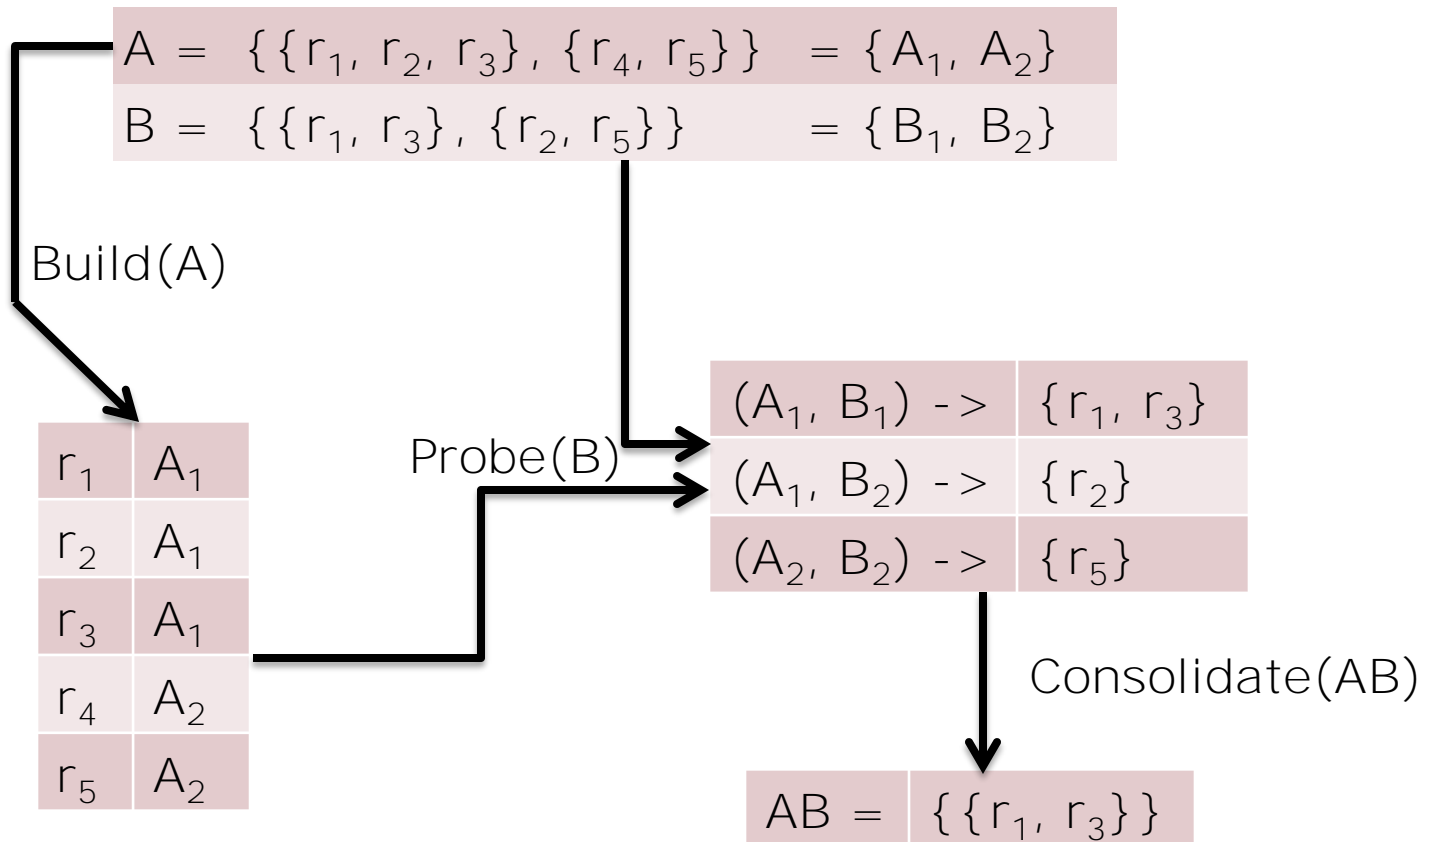 A = {{r₁, r₂, r₃}, {r₄, r₅}} = {A₁, A₂}
B = {{r₁, r₃}, {r₂, r₅}} = {B₁, B₂}
Build(A)
r₁ A₁
r₂ A₁
r₃ A₁
r₄ A₂
r₅ A₂
Probe(B)
(A₁, B₁) -> {r₁, r₃}
(A₁, B₂) -> {r₂}
(A₂, B₂) -> {r₅}
Consolidate(AB)
AB = {{r₁, r₃}}